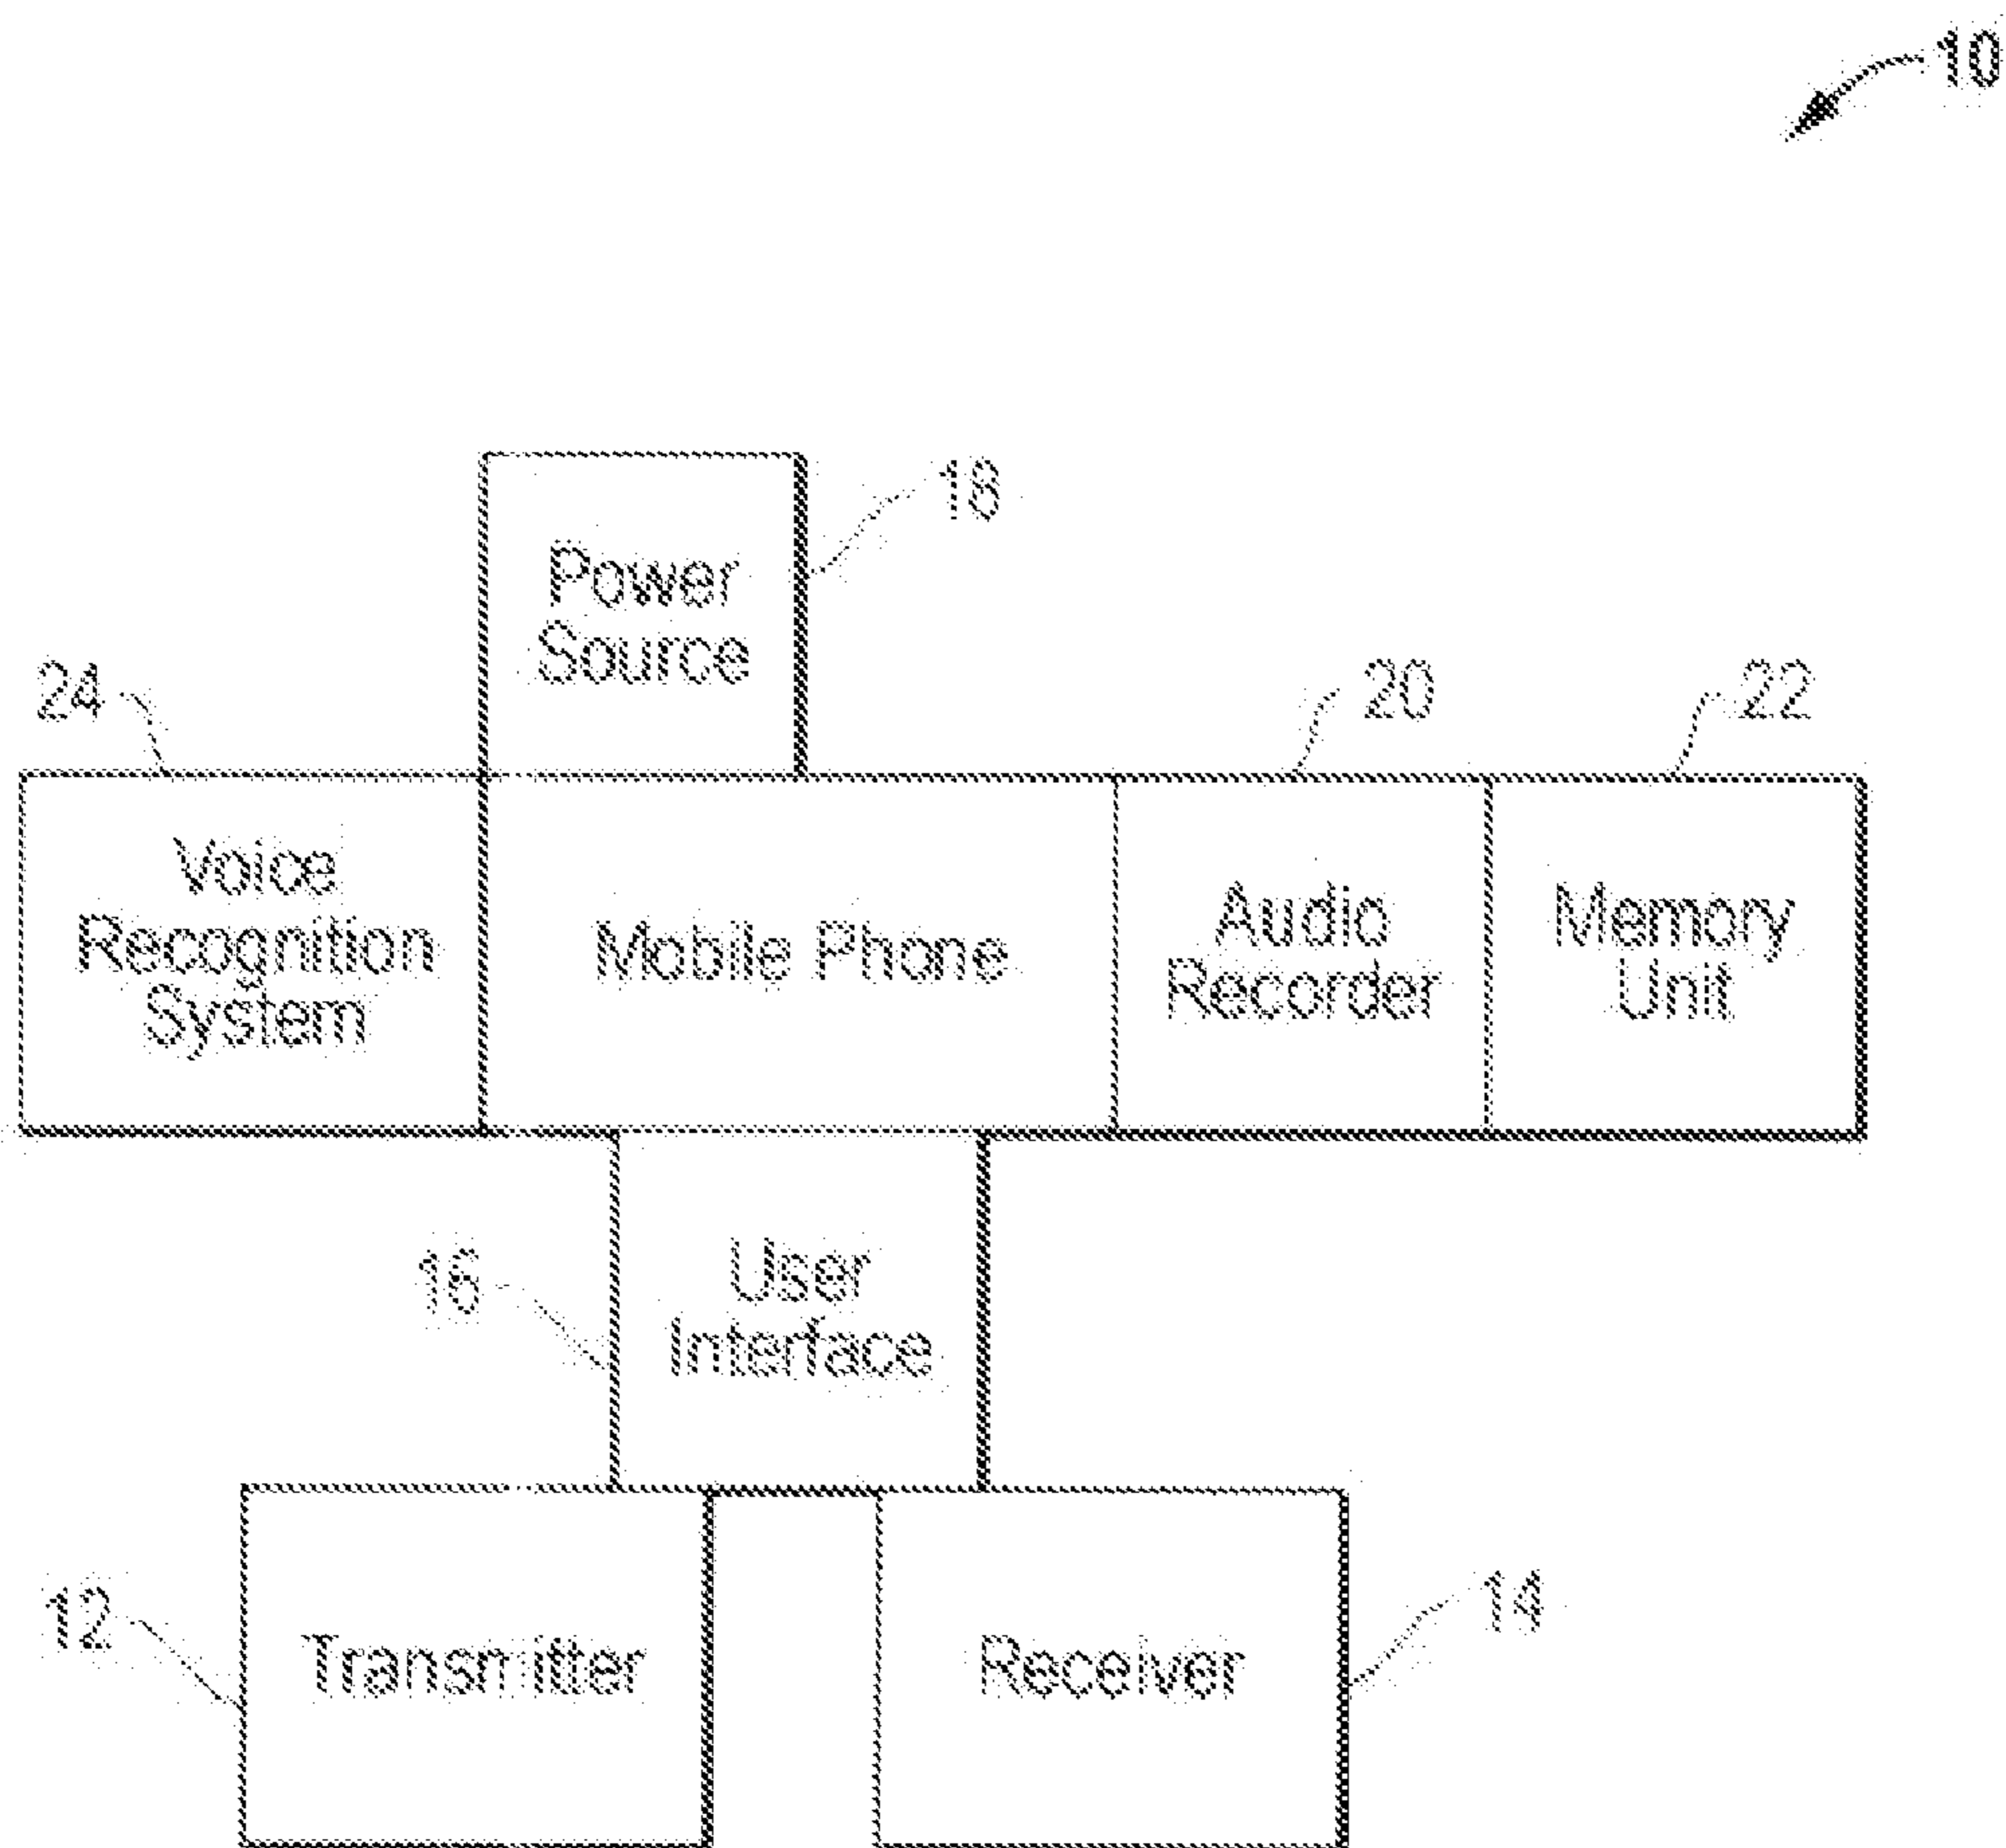 10
18
Power
Source
24
20
22
Voice
Recognition
System
Mobile Phone
Audio
Recorder
Memory
Unit
16
User
Interface
12
14
Transmitter
Receiver